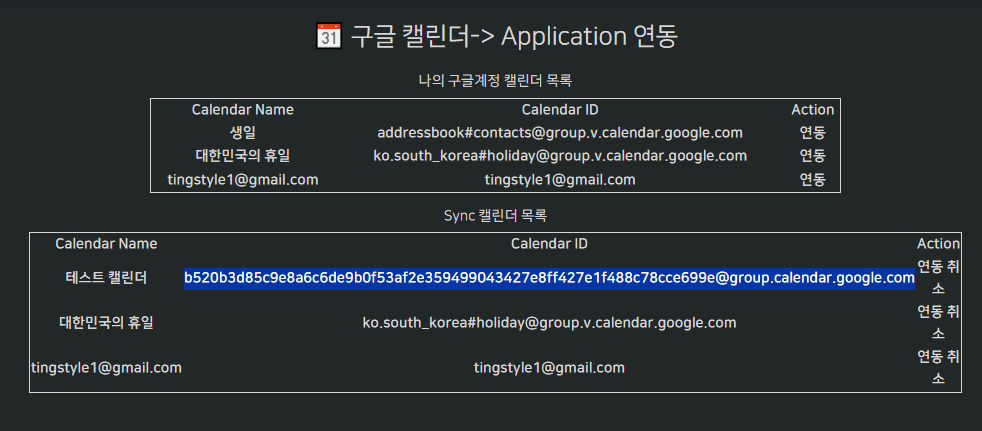 31 구글 캘린더-> Application 연동
나의 구글계정 캘린더 목록
Calendar Name Calendar ID Action
생일 addressbook#contacts@group.v.calendar.google.com 연동
대한민국의 휴일 ko.south_korea#holiday@group.v.calendar.google.com 연동
tingstyle1@gmail.com tingstyle1@gmail.com 연동
Sync 캘린더 목록
Calendar Name Calendar ID Action
테스트 캘린더 b520b3d85c9e8a6c6de9b0f53af2e359499043427e8ff427e1f488c78cce699e@group.calendar.google.com 연동 취
소
대한민국의 휴일 ko.south_korea#holiday@group.v.calendar.google.com 연동 취
소
tingstyle1@gmail.com tingstyle1@gmail.com 연동 취
소